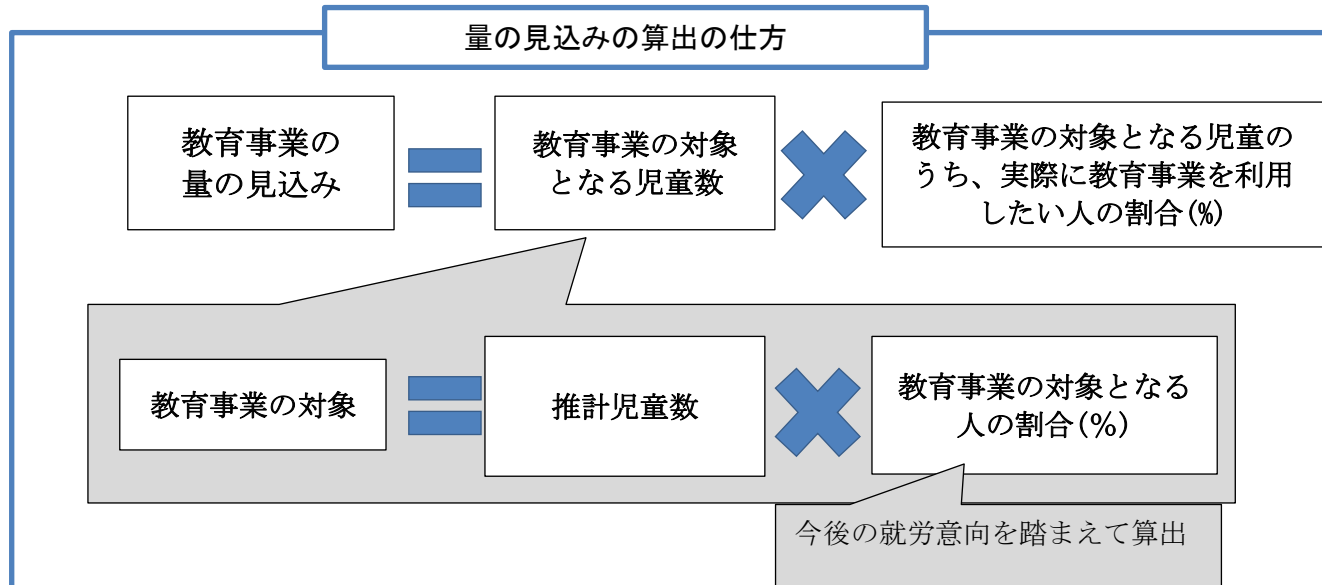 量の見込みの算出の仕方
教育事業の
量の見込み
教育事業の対象
となる児童数
教育事業の対象となる児童の
うち、実際に教育事業を利用
したい人の割合(%)
教育事業の対象
推計児童数
教育事業の対象となる
人の割合(%)
今後の就労意向を踏まえて算出